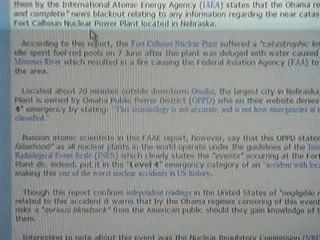 them by the International Atomic Energy Agency (IAEA) states that the Obama re
and complete" news blackout relating to any information regarding the near catas
Fort Calhoun Nuclear Power Plant located in Nebraska.
According to this report, the Fort Calhoun Nuclear Plant suffered a "catastrophic lo
idle spent fuel rod pools on 7 June after this plant was deluged with water caused
Missouri River which resulted in a fire causing the Federal Aviation Agency (FAA) to
the area.
Located about 20 minutes outside downtown Omaha, the largest city in Nebraska
Plant is owned by Omaha Public Power District (OPPD) who on their website denies
4" emergency by stating: "This terminology is not accurate, and is not how emergencies at
classified."
Russian atomic scientists in this FAAE report, however, say that this OPPD state
falsehood" as all nuclear plants in the world operate under the guidelines of the Inte
Radiological Event Scale (INES) which clearly states the "events" occurring at the Fort
Plant do, indeed, put it in the "Level 4" emergency category of an "accident with loca
making this one of the worst nuclear accidents in US history.
Though this report confirms independent readings in the United States of "negligible r
related to this accident it warns that by the Obama regimes censoring of this event
risks a "serious blowback" from the American public should they gain knowledge of t
them.
Interesting to note about this event was the Nuclear Regulatory Commission